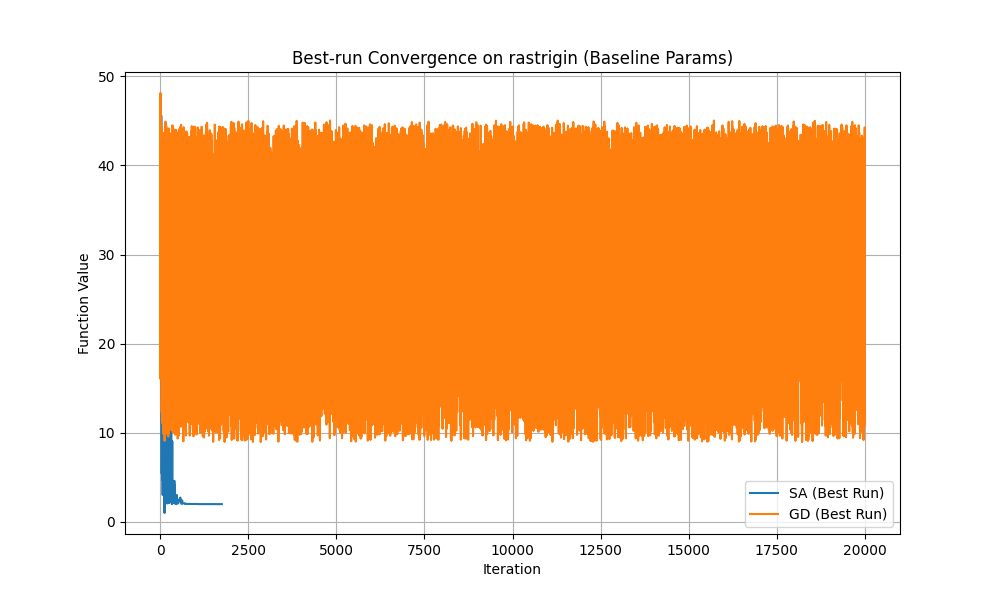 Best-run Convergence on rastrigin (Baseline Params)
50
40
30
20
10
0
Function Value
SA (Best Run)
GD (Best Run)
0 2500 5000 7500 10000 12500 15000 17500 20000
Iteration